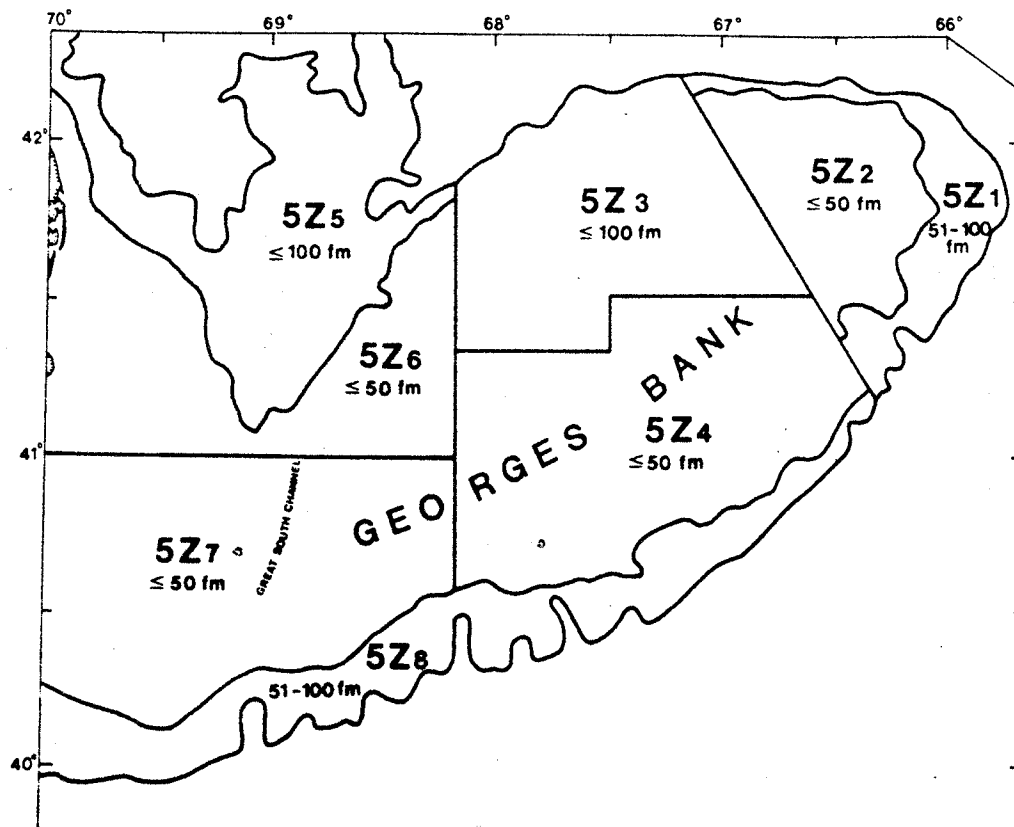 70° 69° 68° 67° 66°
42°
5Z2
≤ 50 fm
5Z1
51-100
fm
5Z3
≤ 100 fm
5Z5
≤ 100 fm
5Z6
≤ 50 fm
GEORGES BANK
5Z4
≤ 50 fm
41°
GREAT SOUTH CHANNEL
5Z7
≤ 50 fm
5Z8
51-100 fm
40°